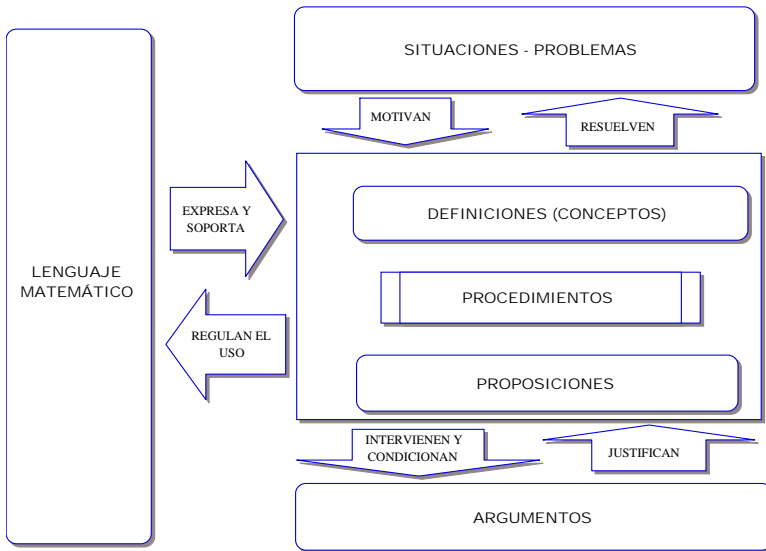 SITUACIONES - PROBLEMAS
MOTIVAN
RESUELVEN
EXPRESA Y
SOPORTA
DEFINICIONES (CONCEPTOS)
LENGUAJE
MATEMÁTICO
PROCEDIMIENTOS
REGULAN EL
USO
PROPOSICIONES
INTERVIENEN Y
CONDICIONAN
JUSTIFICAN
ARGUMENTOS